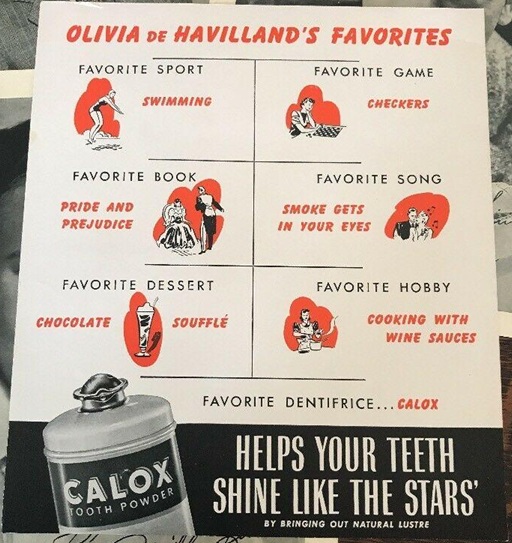 OLIVIA DE HAVILLAND'S FAVORITES
FAVORITE SPORT
SWIMMING
FAVORITE GAME
CHECKERS
FAVORITE BOOK
PRIDE AND
PREJUDICE
FAVORITE SONG
SMOKE GETS
IN YOUR EYES
FAVORITE DESSERT
CHOCOLATE SOUFFLÉ
FAVORITE HOBBY
COOKING WITH
WINE SAUCES
FAVORITE DENTIFRICE...CALOX
CALOX
TOOTH POWDER
HELPS YOUR TEETH
SHINE LIKE THE STARS'
BY BRINGING OUT NATURAL LUSTRE